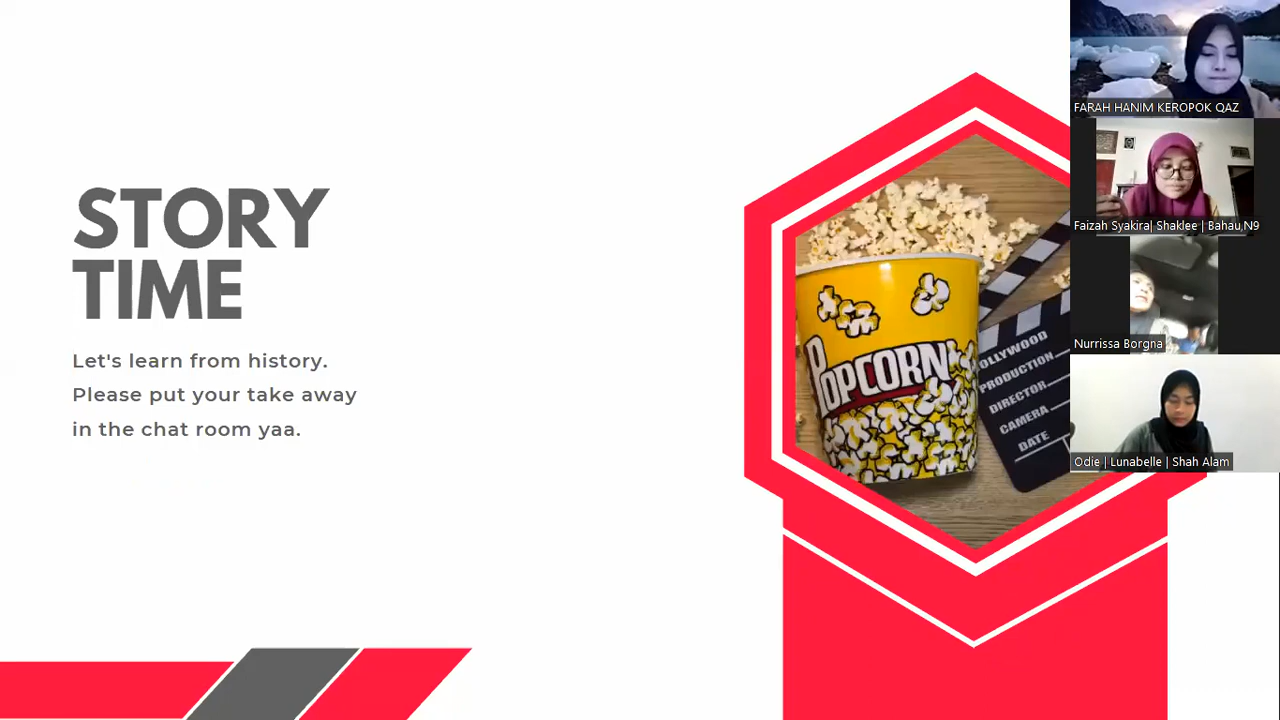 STORY
TIME
Let's learn from history.
Please put your take away
in the chat room yaa.
POPCORN
OLLYWOOD
PRODUCTION
DIRECTOR
CAMERA
DATE
FARAH HANIM KEROPOK QAZ
Faizah Syakira| Shaklee | Bahau N9
Nurrissa Borgna
Odie | Lunabelle | Shah Alam